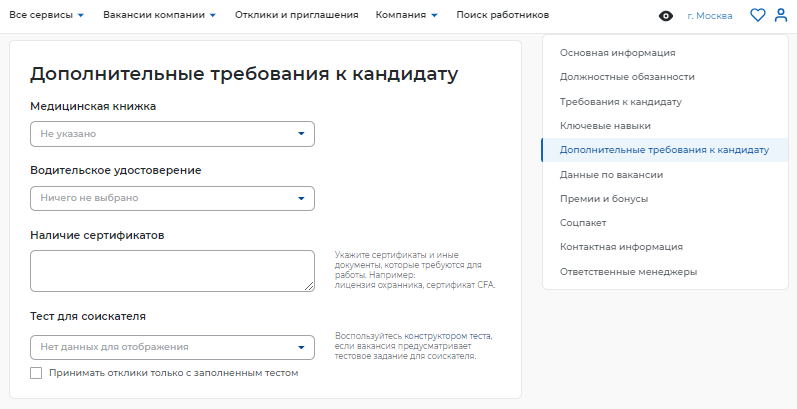 Все сервисы Вакансии компании Отклики и приглашения Компания Поиск работников г. Москва
Дополнительные требования к кандидату
Медицинская книжка
Не указано
Водительское удостоверение
Ничего не выбрано
Наличие сертификатов
Укажите сертификаты и иные
документы, которые требуются для
работы. Например:
лицензия охранника, сертификат CFA.
Тест для соискателя
Нет данных для отображения
Воспользуйтесь конструктором теста,
если вакансия предусматривает
тестовое задание для соискателя.
Принимать отклики только с заполненным тестом
Основная информация
Должностные обязанности
Требования к кандидату
Ключевые навыки
Дополнительные требования к кандидату
Данные по вакансии
Премии и бонусы
Соцпакет
Контактная информация
Ответственные менеджеры